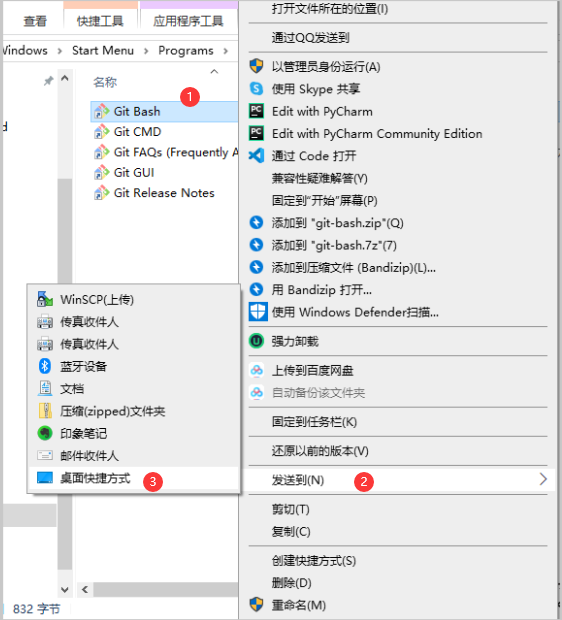 查看
快捷工具
应用程序工具
Windows
Start Menu
Programs
名称
1
Git Bash
Git CMD
Git FAQs (Frequently A
Git GUI
Git Release Notes
打开文件所在的位置(I)
通过QQ发送到
以管理员身份运行(A)
使用 Skype 共享
Edit with PyCharm
Edit with PyCharm Community Edition
通过 Code 打开
兼容性疑难解答(Y)
固定到"开始"屏幕(P)
添加到 "git-bash.zip"(Q)
添加到 "git-bash.7z"(7)
添加到压缩文件 (Bandizip)(L)...
用 Bandizip 打开...
使用 Windows Defender扫描...
强力卸载
上传到百度网盘
自动备份该文件夹
固定到任务栏(K)
还原以前的版本(V)
发送到(N)
2
剪切(T)
复制(C)
创建快捷方式(S)
删除(D)
重命名(M)
WinSCP(上传)
传真收件人
传真收件人
蓝牙设备
文档
压缩(zipped)文件夹
印象笔记
邮件收件人
桌面快捷方式
3
832 字节